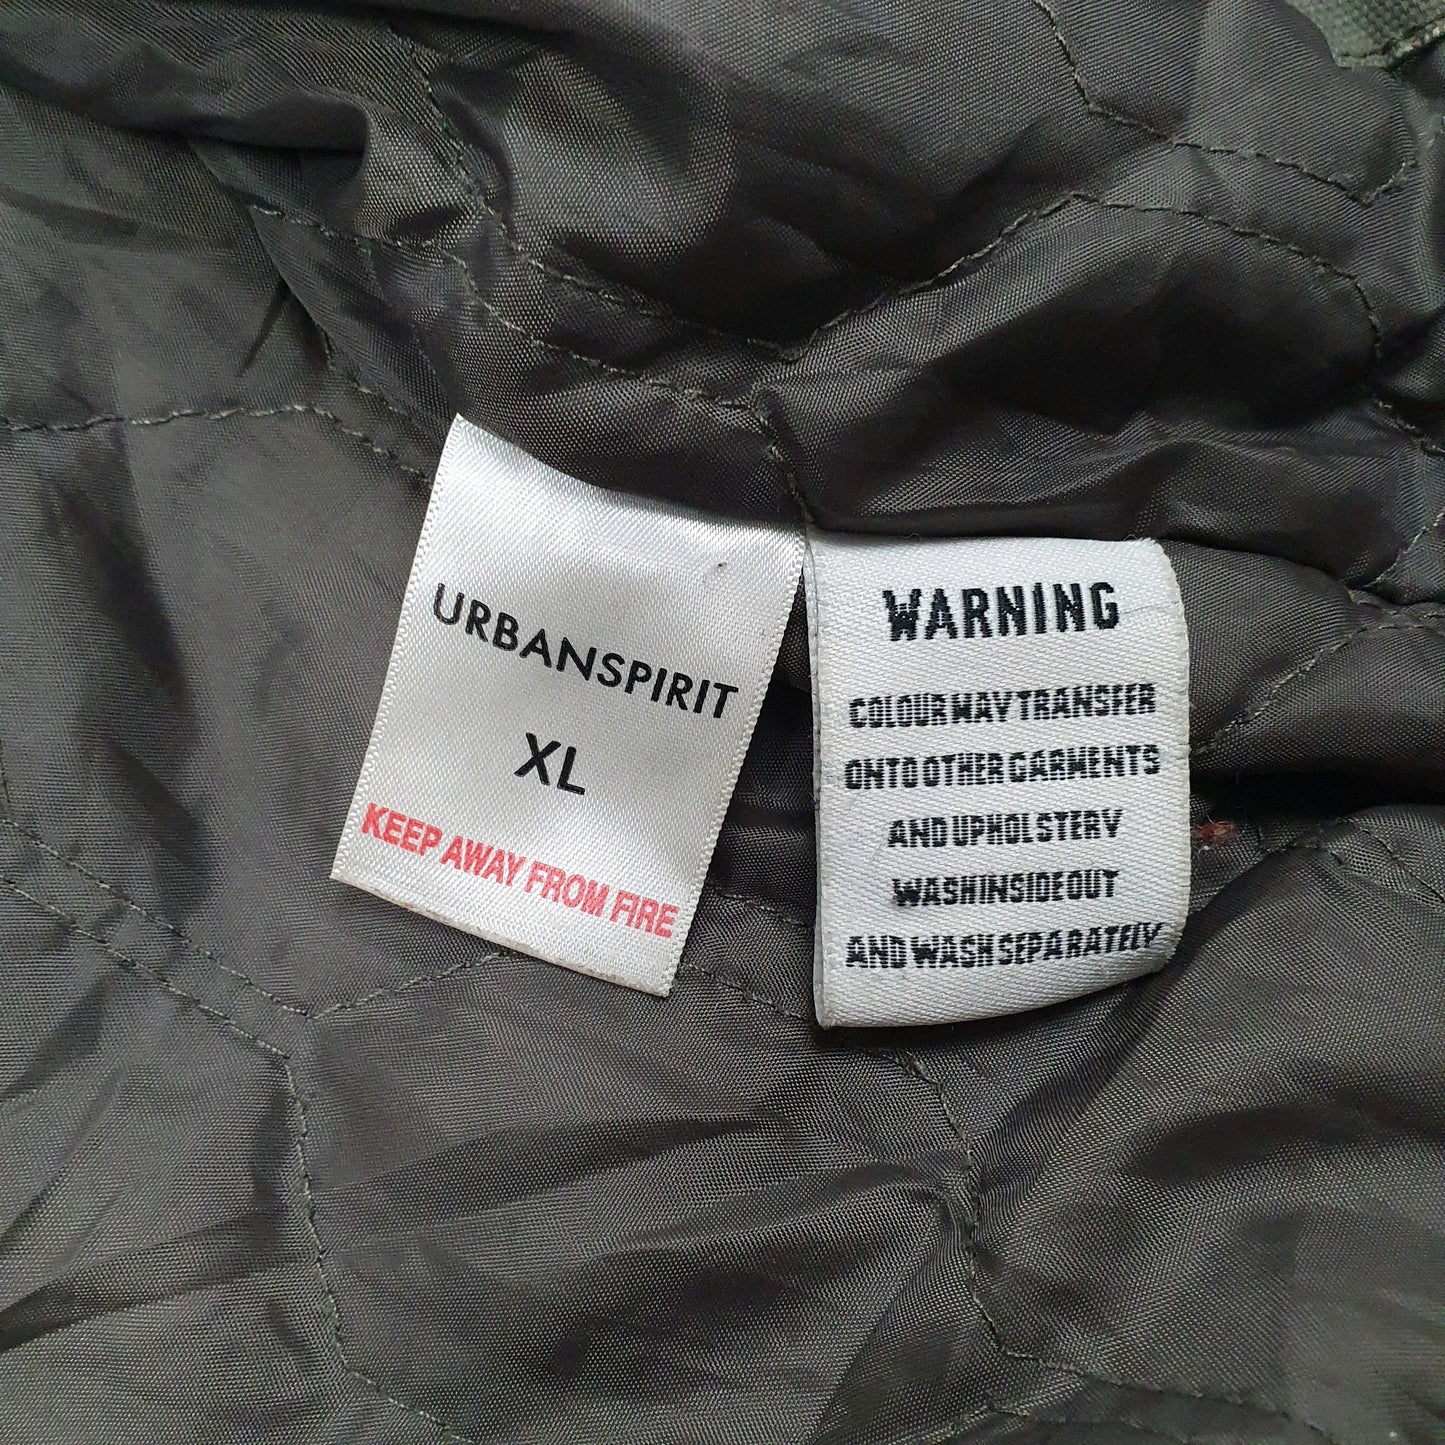 URBANSPIRIT
XL
KEEP AWAY FROM FIRE
WARNING
COLOUR MAY TRANSFER
ONTO OTHER GARMENTS
AND UPHOLSTERY
WASH INSIDE OUT
AND WASH SEPARATELY